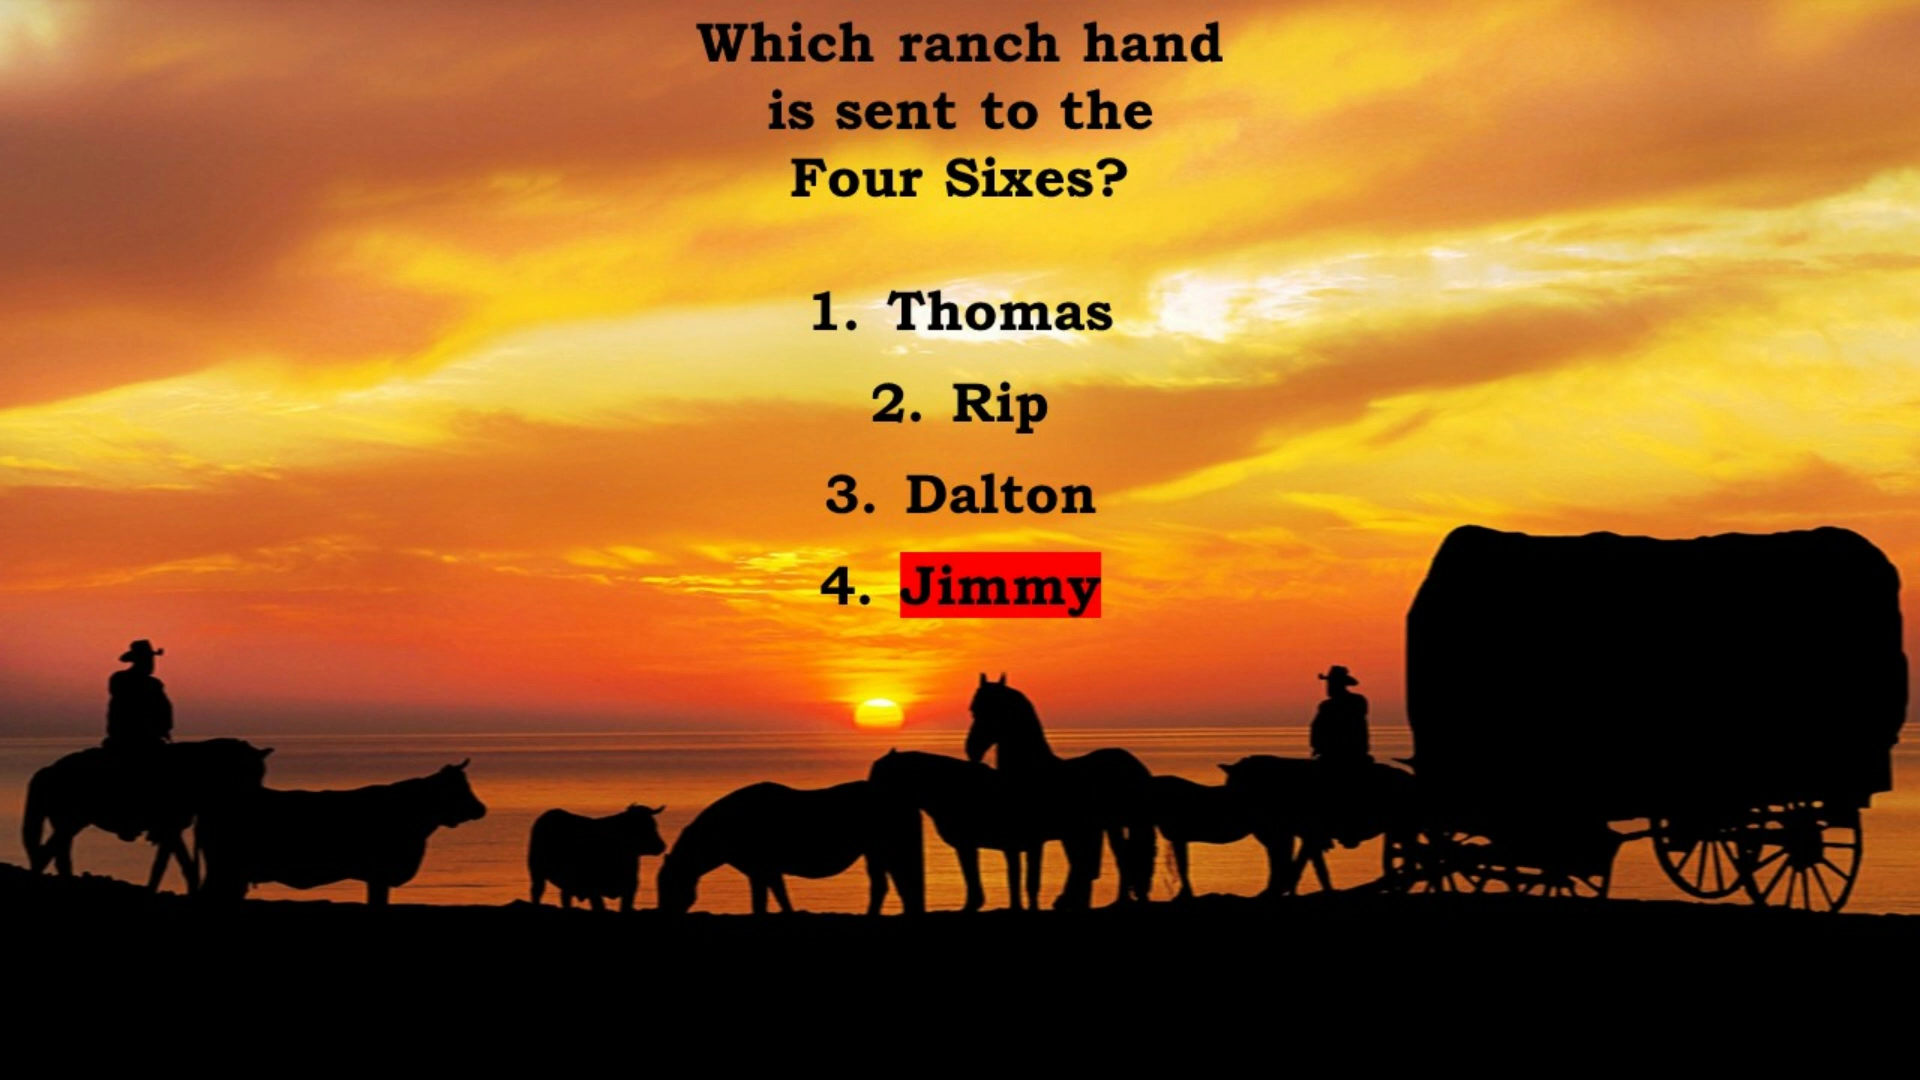 Which ranch hand
is sent to the
Four Sixes?
1. Thomas
2. Rip
3. Dalton
4. Jimmy